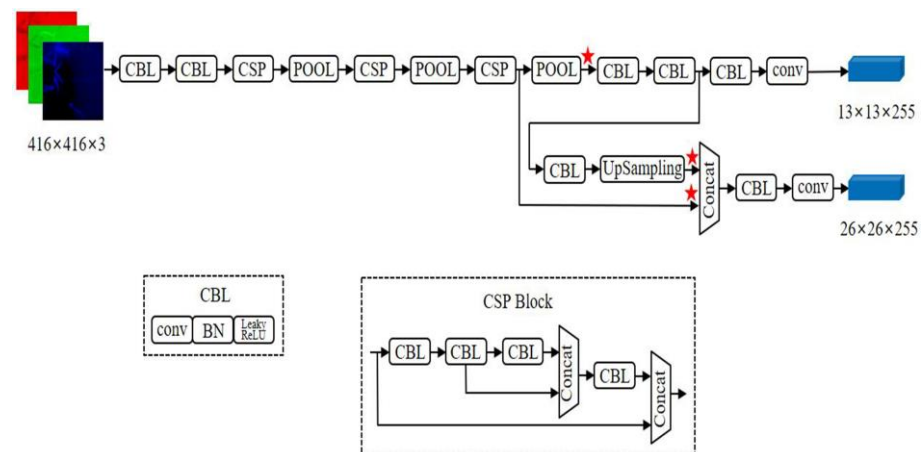 CBL CBL CSP POOL CSP POOL CSP POOL CBL CBL CBL conv
416×416×3
13×13×255
CBL UpSampling Concat CBL conv
26×26×255
CBL
conv BN Leaky ReLU
CSP Block
CBL CBL CBL Concat CBL Concat